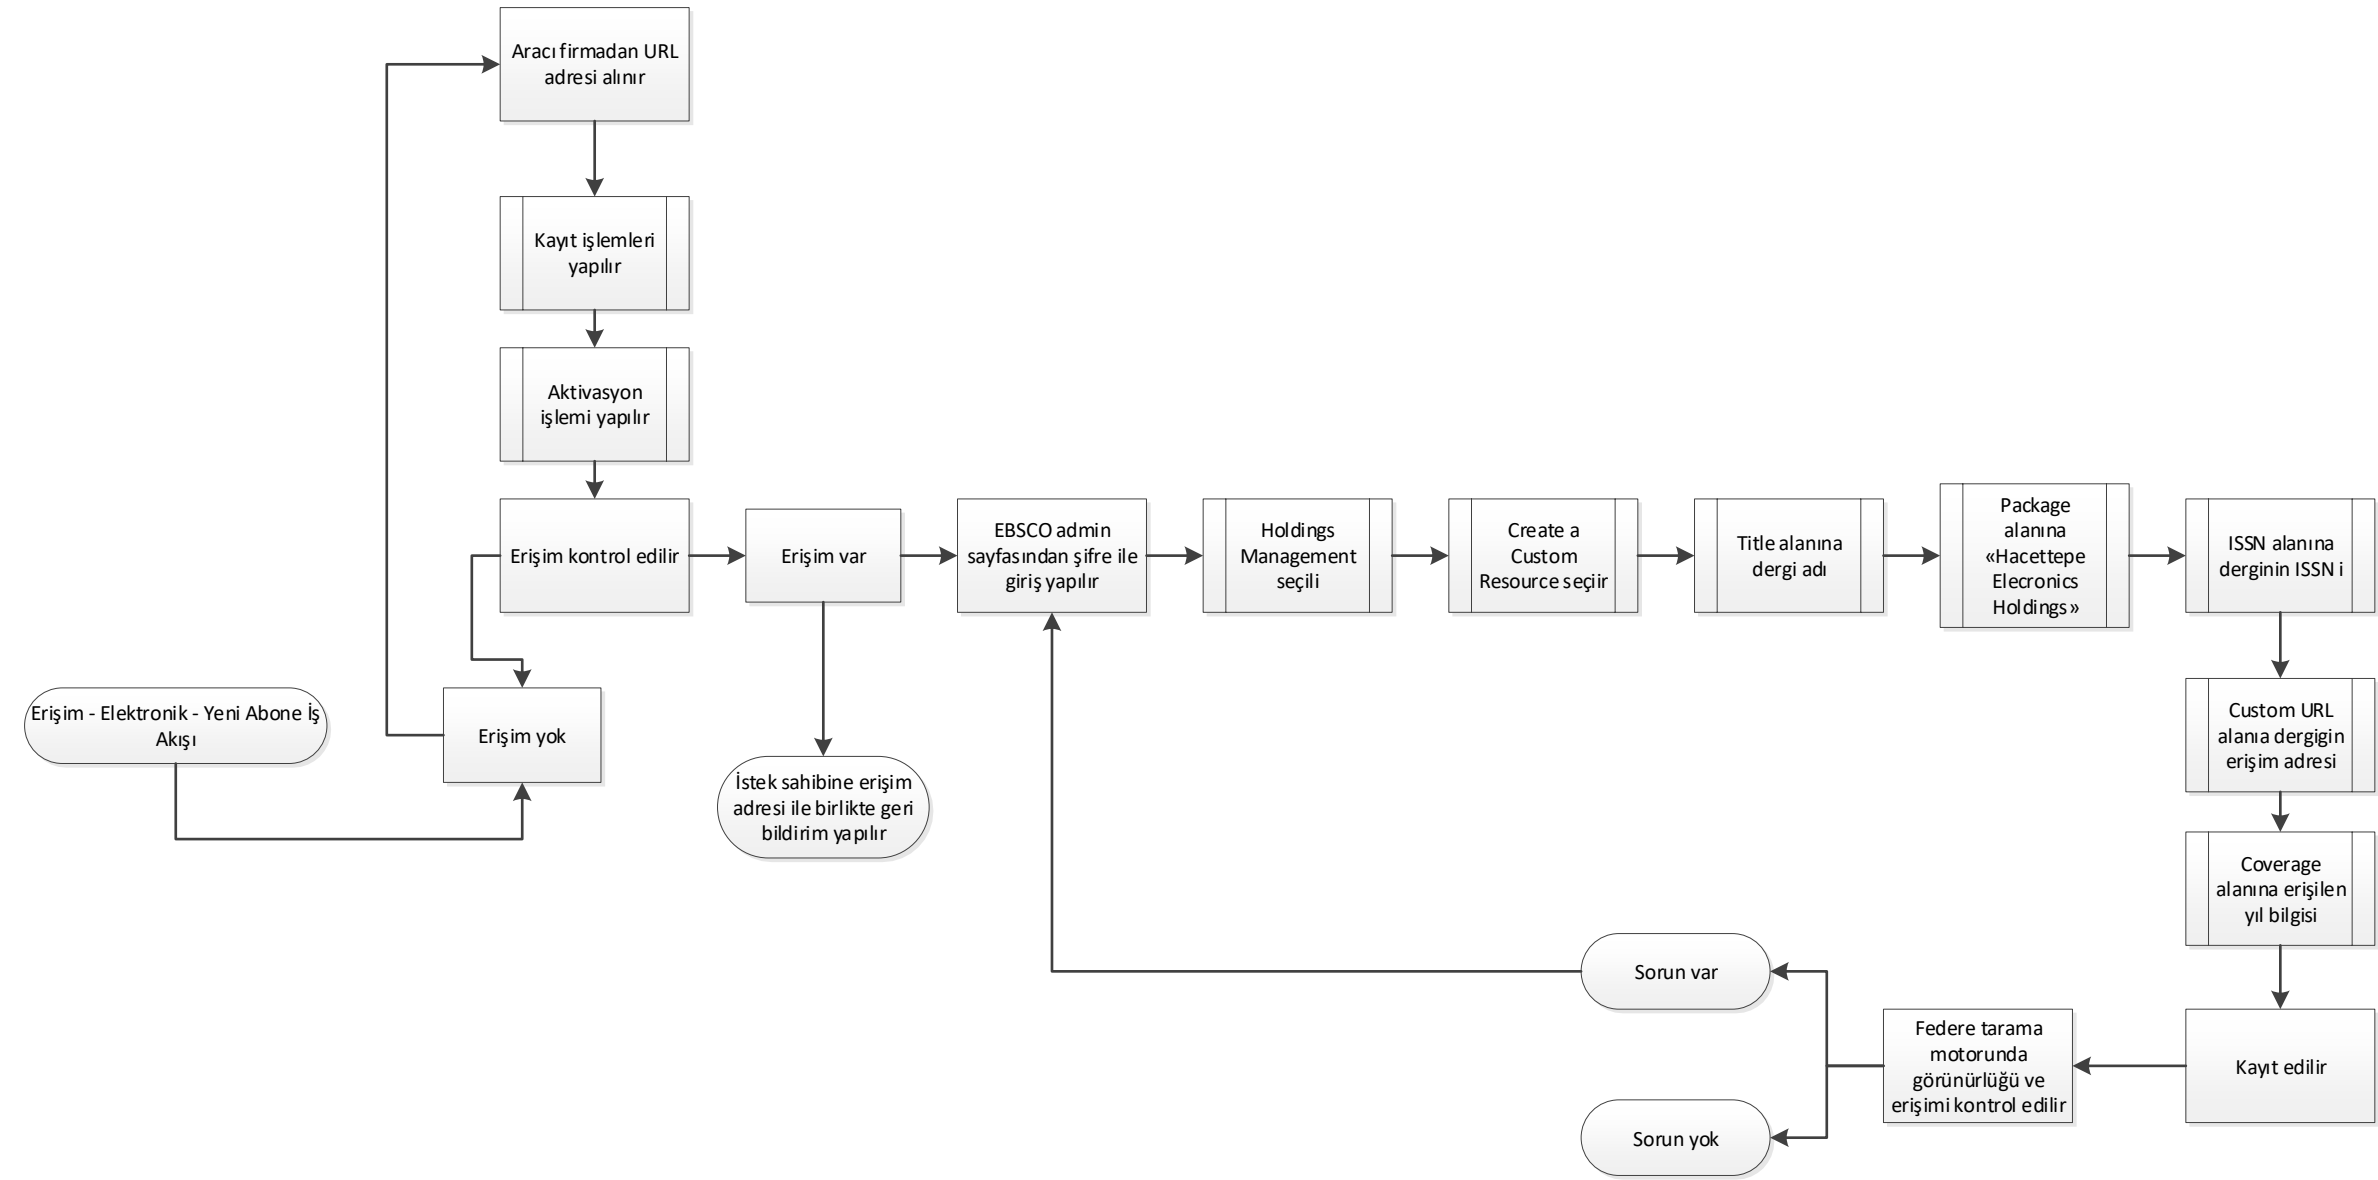 Aracı firmadan URL
adresi alınır
Kayıt işlemleri
yapılır
Aktivasyon
işlemi yapılır
Erişim kontrol edilir
Erişim var
EBSCO admin
sayfasından şifre ile
giriş yapılır
Holdings
Management
seçili
Create a
Custom
Resource seçiir
Title alanına
dergi adı
Package
alanına
«Hacettepe
Elecronics
Holdings»
ISSN alanına
derginin ISSN i
Erişim - Elektronik - Yeni Abone İş
Akışı
Erişim yok
İstek sahibine erişim
adresi ile birlikte geri
bildirim yapılır
Custom URL
alanıa dergigin
erişim adresi
Coverage
alanına erişilen
yıl bilgisi
Sorun var
Federe tarama
motorunda
görünürlüğü ve
erişimi kontrol edilir
Kayıt edilir
Sorun yok